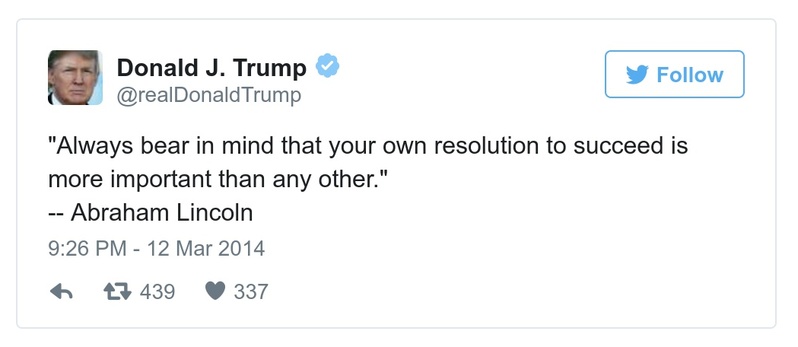 Donald J. Trump
@realDonaldTrump
Follow
"Always bear in mind that your own resolution to succeed is
more important than any other."
-- Abraham Lincoln
9:26 PM - 12 Mar 2014
439 337